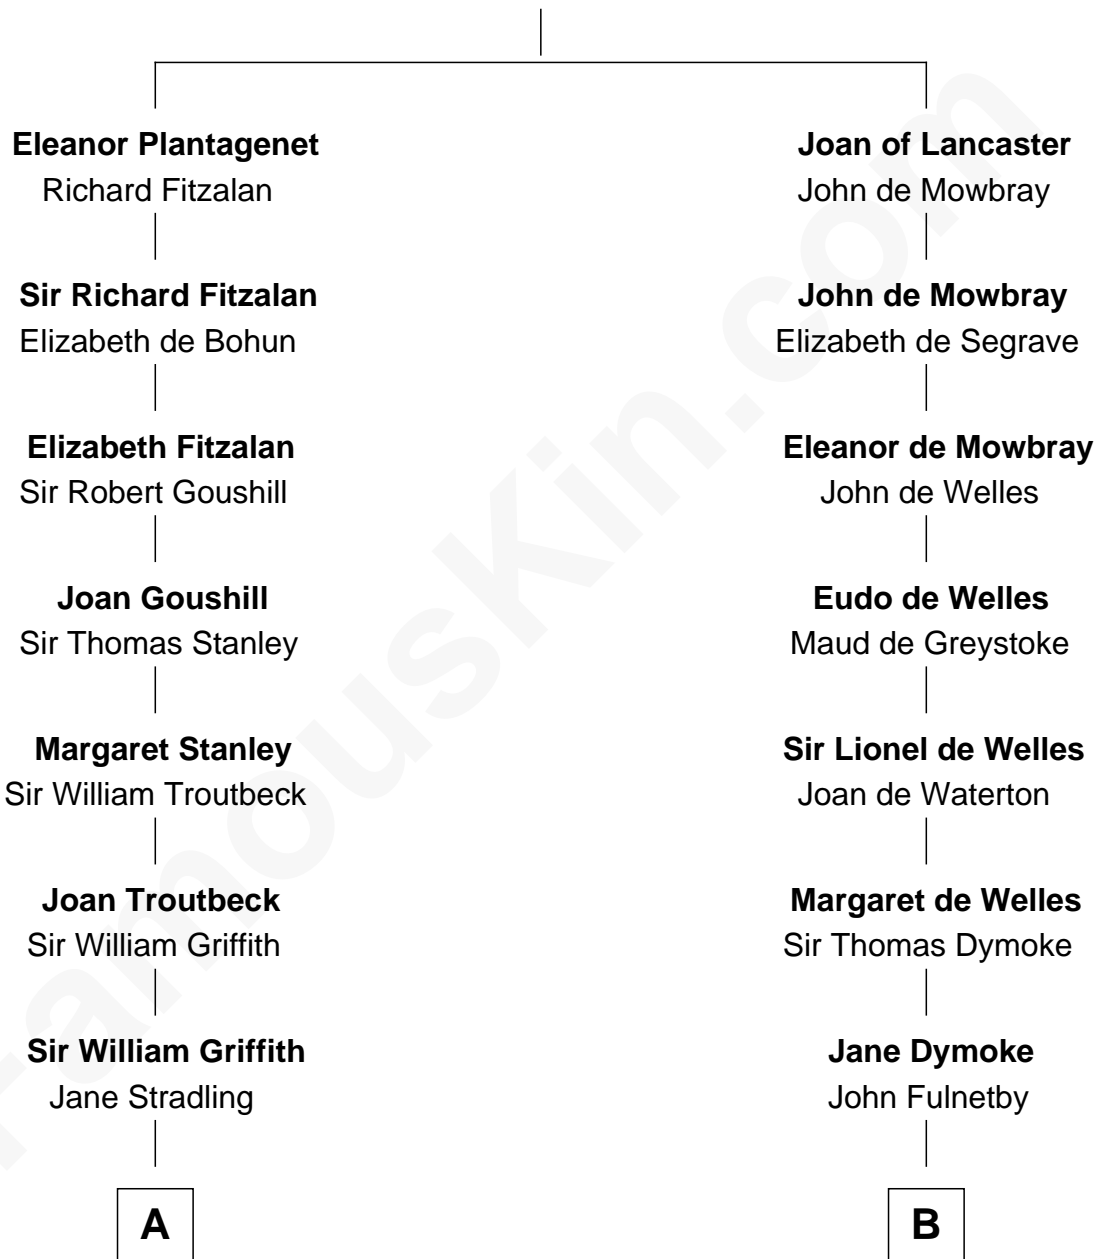 Eleanor Plantagenet
Richard Fitzalan
Sir Richard Fitzalan
Elizabeth de Bohun
Elizabeth Fitzalan
Sir Robert Goushill
Joan Goushill
Sir Thomas Stanley
Margaret Stanley
Sir William Troutbeck
Joan Troutbeck
Sir William Griffith
Sir William Griffith
Jane Stradling
A
Joan of Lancaster
John de Mowbray
John de Mowbray
Elizabeth de Segrave
Eleanor de Mowbray
John de Welles
Eudo de Welles
Maud de Greystoke
Sir Lionel de Welles
Joan de Waterton
Margaret de Welles
Sir Thomas Dymoke
Jane Dymoke
John Fulnetby
B
FamousKin.com